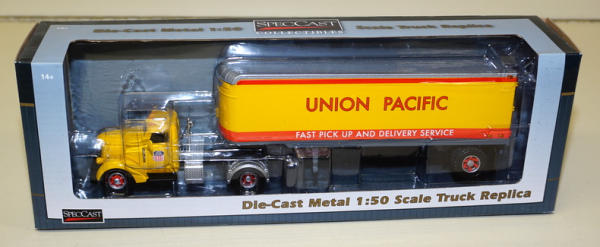 Die-Cast Metal 1:50
SPECCAST
COLLECTIBLES
Scale Truck Replica
14+
UNION PACIFIC
FAST PICK UP AND DELIVERY SERVICE
SPECCAST
Die-Cast Metal 1:50 Scale Truck Replica